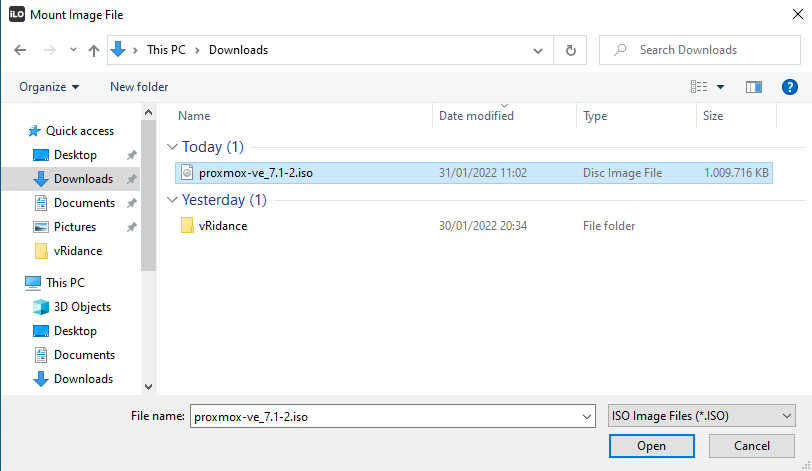 iLO Mount Image File
This PC Downloads
Search Downloads
Organize New folder
Name Date modified Type Size
Quick access
Desktop
Downloads
Documents
Pictures
vRidance
This PC
3D Objects
Desktop
Documents
Downloads
Today (1)
proxmox-ve_7.1-2.iso 31/01/2022 11:02 Disc Image File 1.009.716 KB
Yesterday (1)
vRidance 30/01/2022 20:34 File folder
File name: proxmox-ve_7.1-2.iso ISO Image Files (*.ISO)
Open Cancel